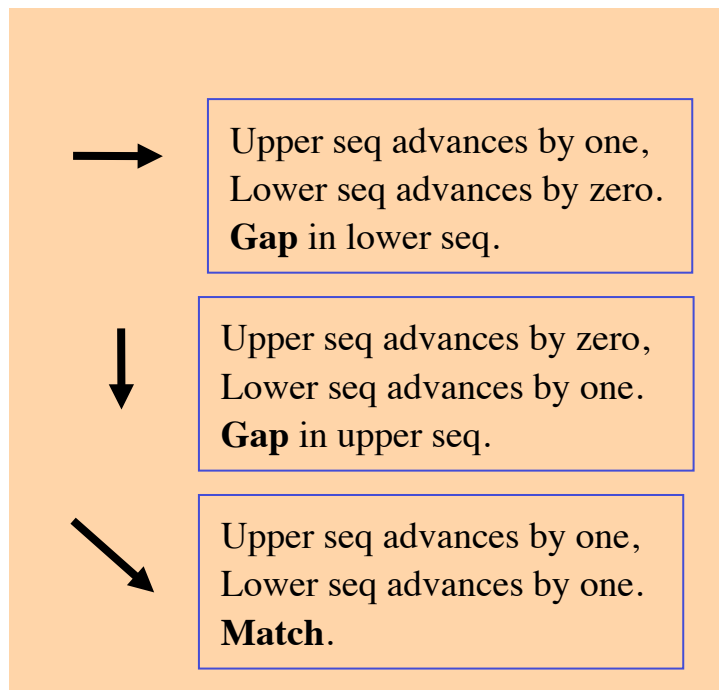 Upper seq advances by one,
Lower seq advances by zero.
Gap in lower seq.
Upper seq advances by zero,
Lower seq advances by one.
Gap in upper seq.
Upper seq advances by one,
Lower seq advances by one.
Match.